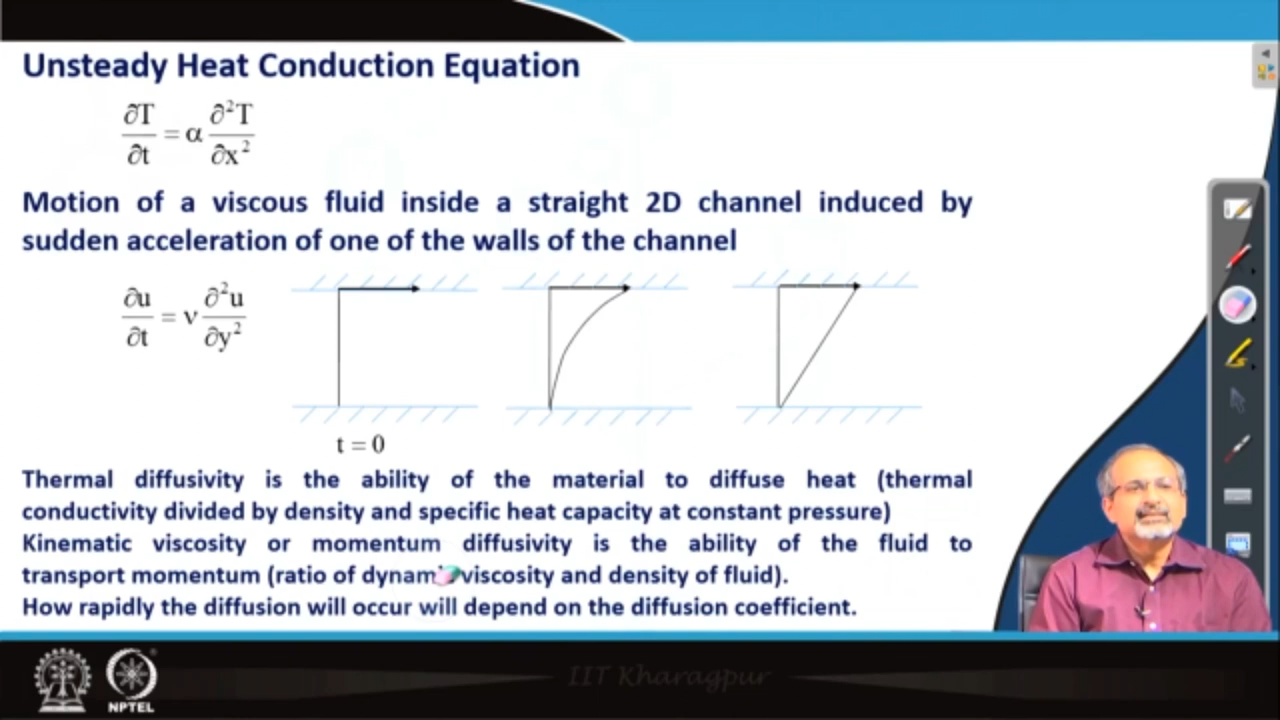 Unsteady Heat Conduction Equation
∂T/∂t = α ∂²T/∂x²
Motion of a viscous fluid inside a straight 2D channel induced by
sudden acceleration of one of the walls of the channel
∂u/∂t = ν ∂²u/∂y²
t = 0
Thermal diffusivity is the ability of the material to diffuse heat (thermal
conductivity divided by density and specific heat capacity at constant pressure)
Kinematic viscosity or momentum diffusivity is the ability of the fluid to
transport momentum (ratio of dynami viscosity and density of fluid).
How rapidly the diffusion will occur will depend on the diffusion coefficient.
IIT Kharagpur
NPTEL